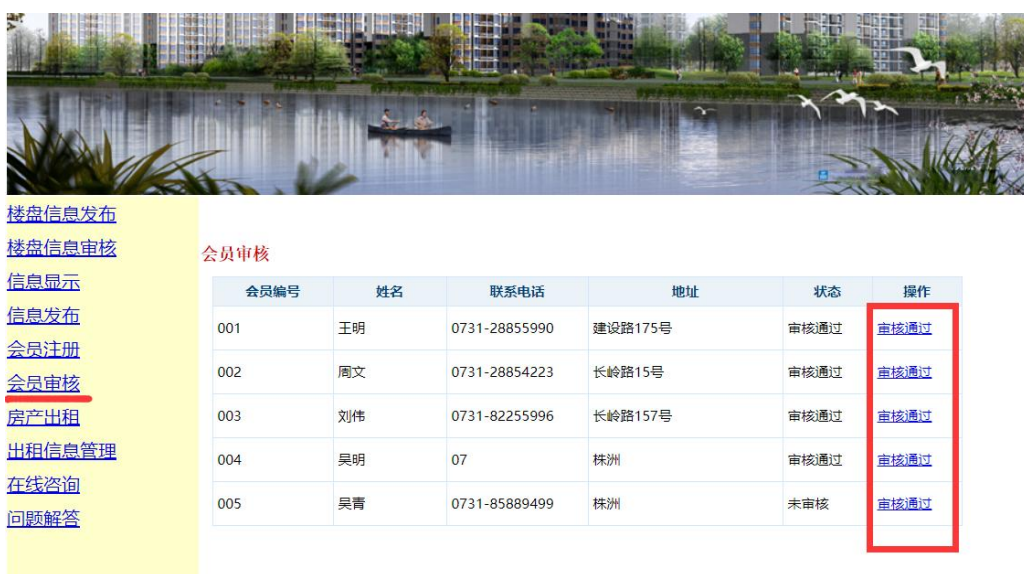 楼盘信息发布
楼盘信息审核
信息显示
信息发布
会员注册
会员审核
房产出租
出租信息管理
在线咨询
问题解答
会员审核
会员编号 姓名 联系电话 地址 状态 操作
001 王明 0731-28855990 建设路175号 审核通过 审核通过
002 周文 0731-28854223 长岭路15号 审核通过 审核通过
003 刘伟 0731-82255996 长岭路157号 审核通过 审核通过
004 吴明 07 株洲 审核通过 审核通过
005 吴青 0731-85889499 株洲 未审核 审核通过